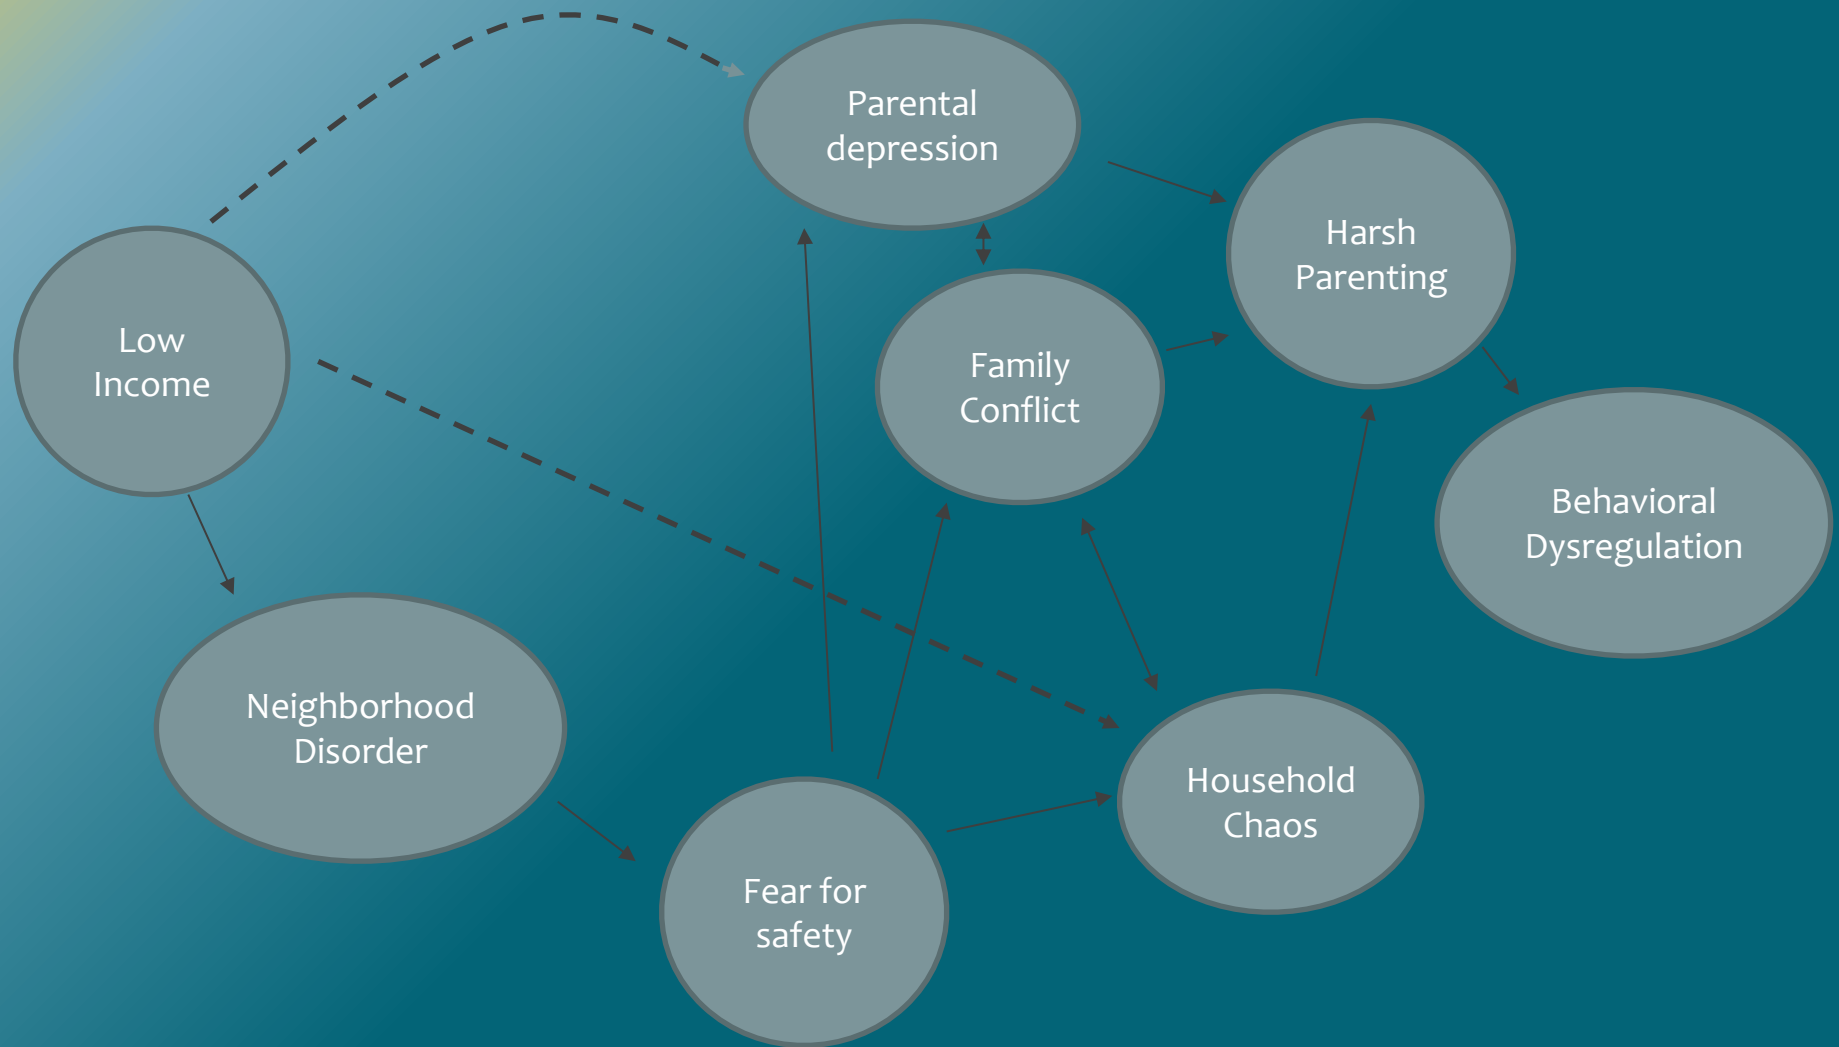 Parental
depression
Harsh
Parenting
Low
Income
Family
Conflict
Behavioral
Dysregulation
Neighborhood
Disorder
Household
Chaos
Fear for
safety